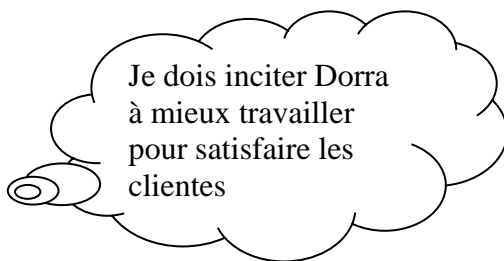 Je dois inciter Dorra
à mieux travailler
pour satisfaire les
clientes